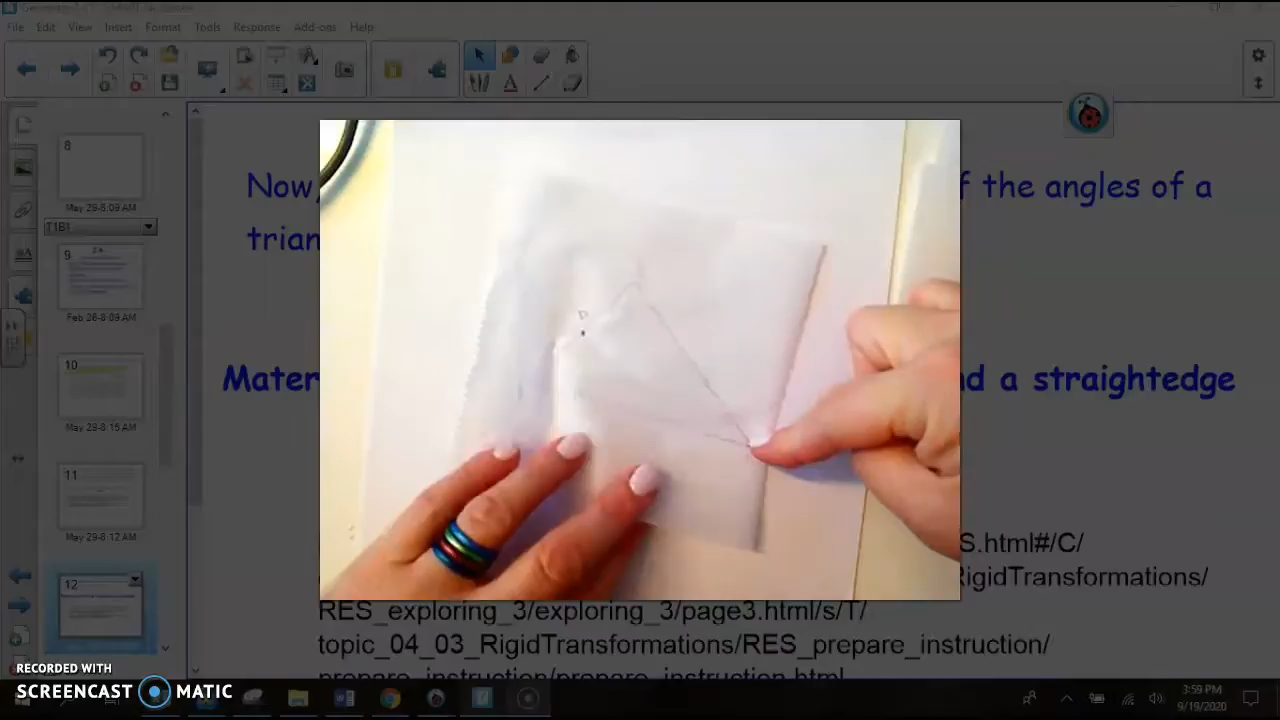 File Edit View Insert Format Tools Response Add-ons Help
8
May 29-8:09 AM
T1B1
9
Feb 26-8:09 AM
10
May 29-8:15 AM
11
May 29-8:12 AM
12
Now, f the angles of a
trian
Mater nd a straightedge
S.html#/C/
RigidTransformations/
RES_exploring_3/exploring_3/page3.html/s/T/
topic_04_03_RigidTransformations/RES_prepare_instruction/
prepare_instruction/prepare_instruction.html
RECORDED WITH
SCREENCAST MATIC
3:59 PM
9/19/2020